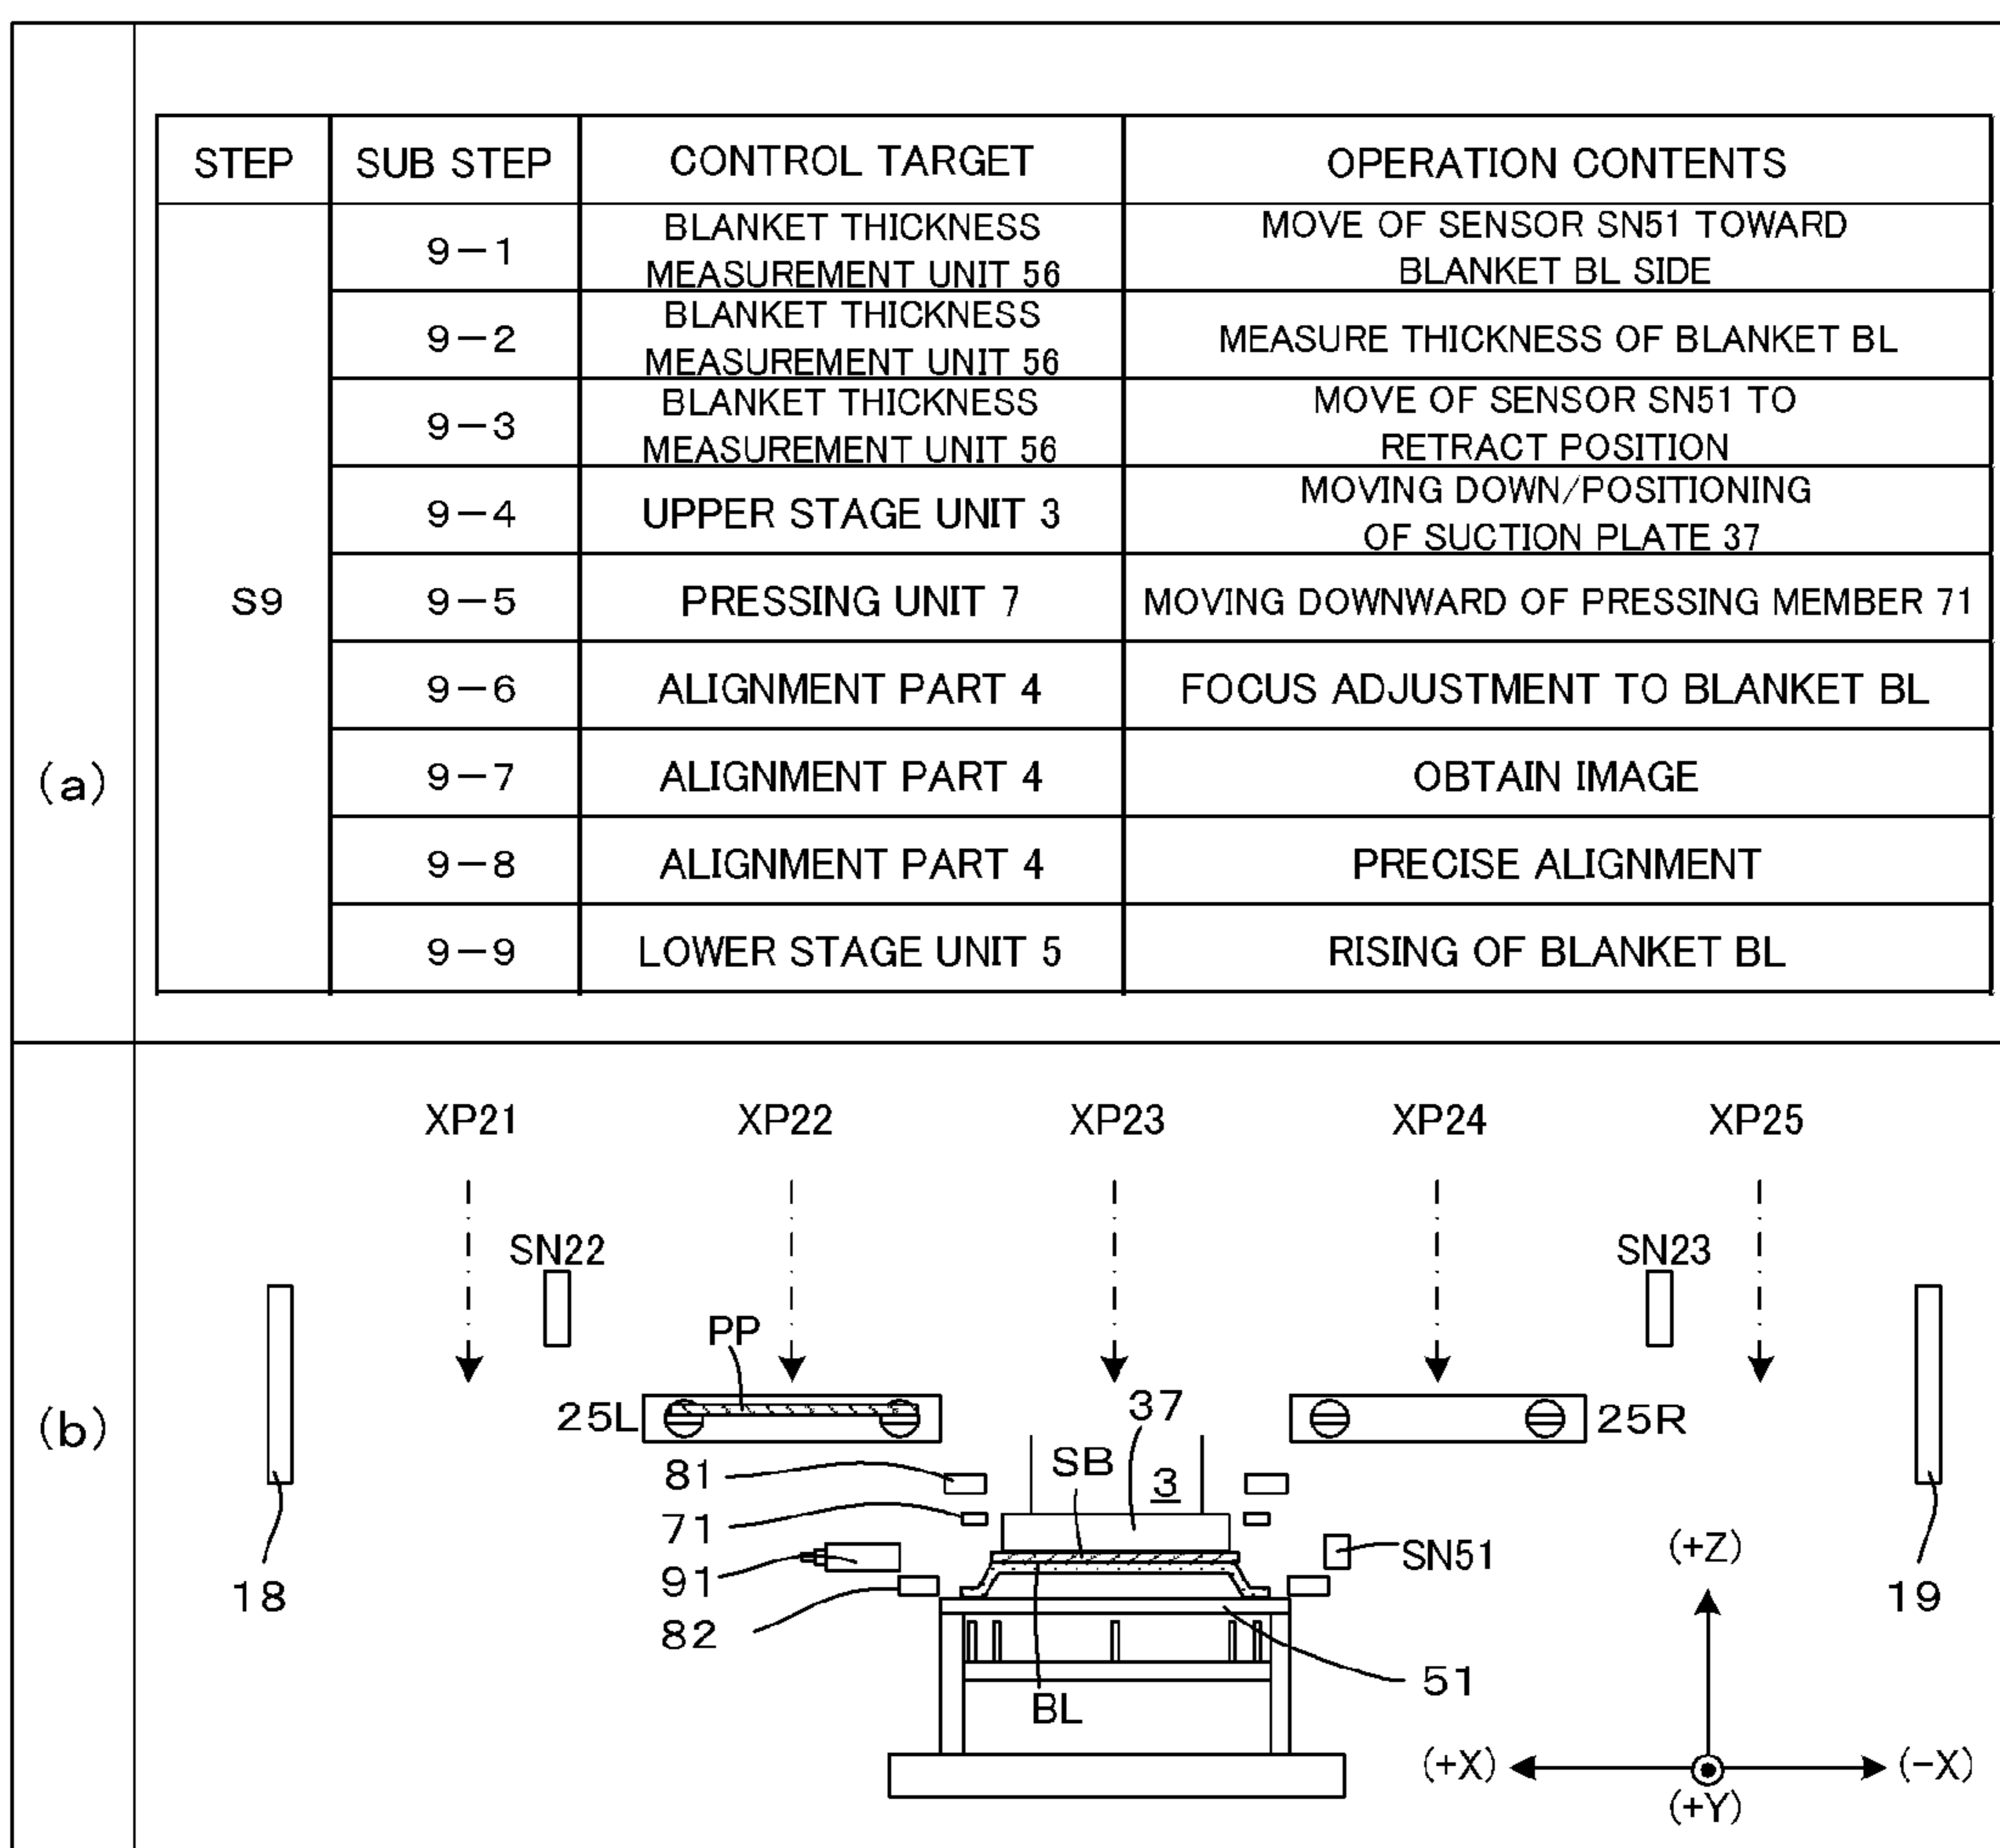 (a)
STEP SUB STEP CONTROL TARGET OPERATION CONTENTS
S9
9-1 BLANKET THICKNESS MEASUREMENT UNIT 56 MOVE OF SENSOR SN51 TOWARD BLANKET BL SIDE
9-2 BLANKET THICKNESS MEASUREMENT UNIT 56 MEASURE THICKNESS OF BLANKET BL
9-3 BLANKET THICKNESS MEASUREMENT UNIT 56 MOVE OF SENSOR SN51 TO RETRACT POSITION
9-4 UPPER STAGE UNIT 3 MOVING DOWN/POSITIONING OF SUCTION PLATE 37
9-5 PRESSING UNIT 7 MOVING DOWNWARD OF PRESSING MEMBER 71
9-6 ALIGNMENT PART 4 FOCUS ADJUSTMENT TO BLANKET BL
9-7 ALIGNMENT PART 4 OBTAIN IMAGE
9-8 ALIGNMENT PART 4 PRECISE ALIGNMENT
9-9 LOWER STAGE UNIT 5 RISING OF BLANKET BL
(b)
XP21 XP22 XP23 XP24 XP25
SN22 SN23
PP
25L 37 25R
81 SB 3
71
91 SN51 (+Z)
18 19
82
51
BL
(+X) (-X)
(+Y)